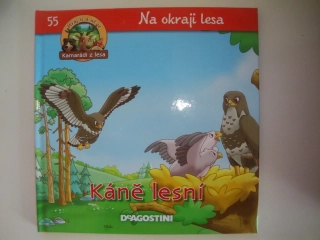 55
Na okraji lesa
Kamarádi z lesa
Káně lesní
DeAGOSTINI